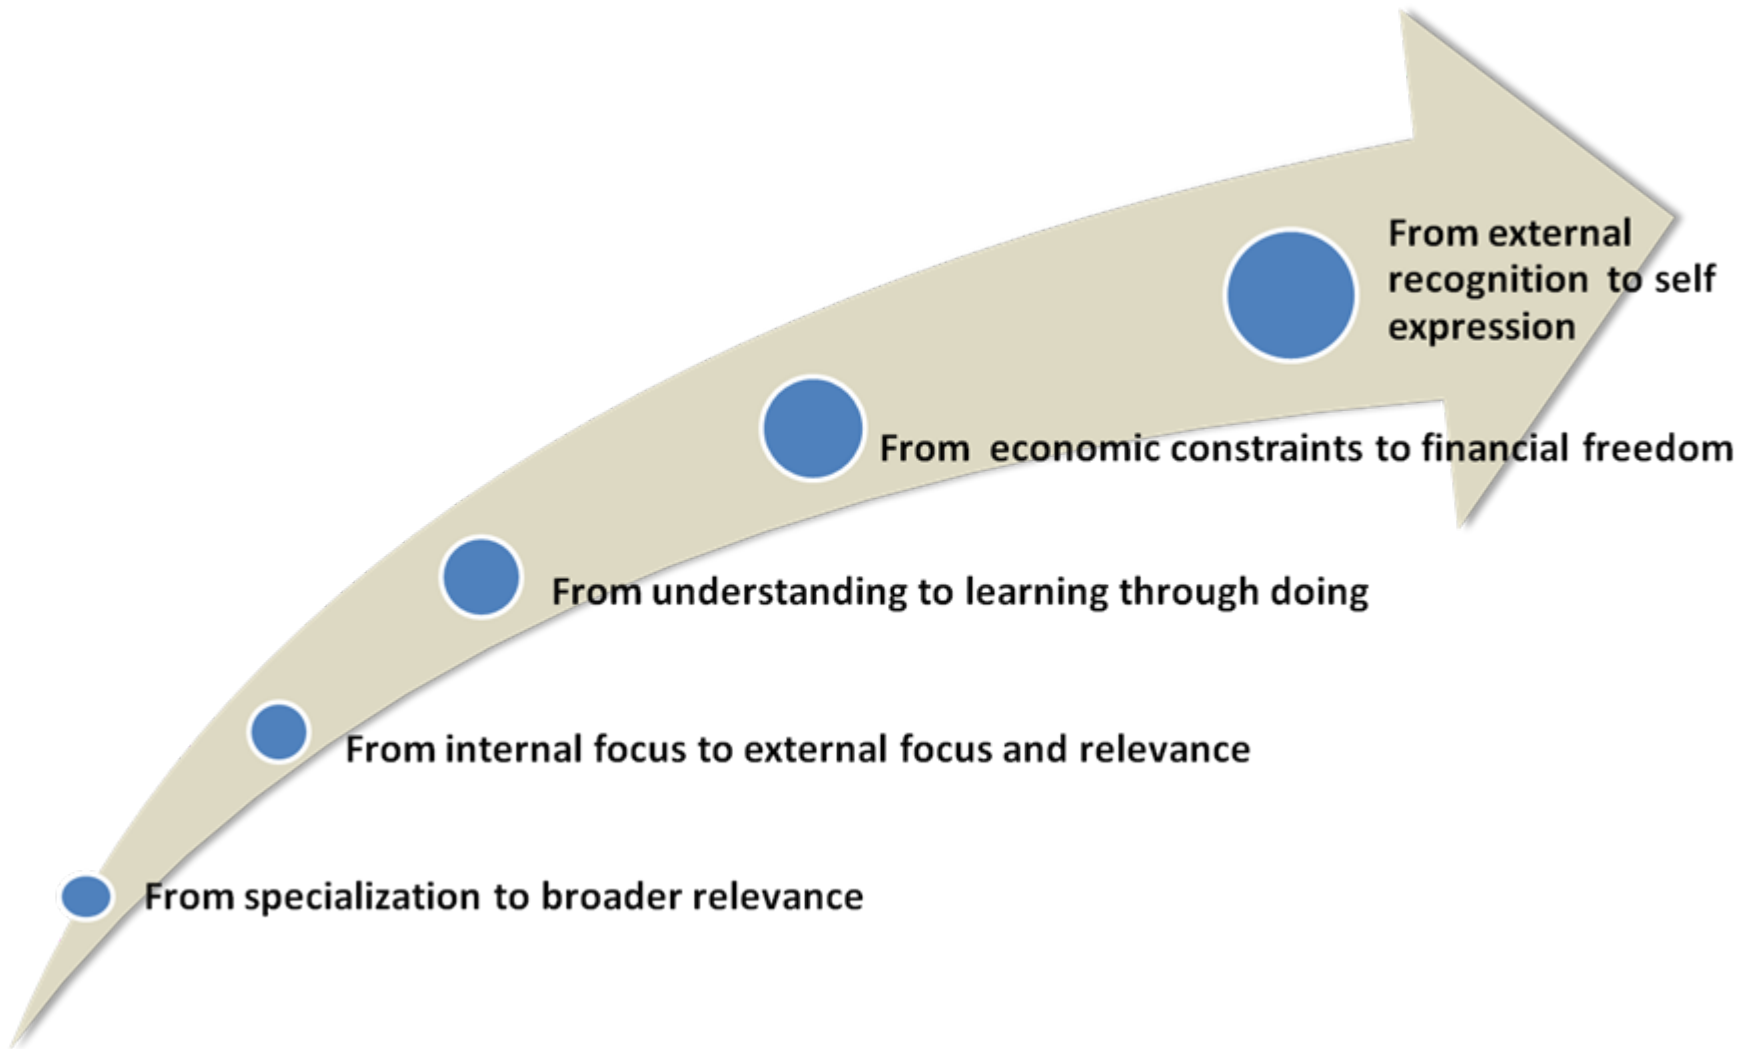 From external
recognition to self
expression
From economic constraints to financial freedom
From understanding to learning through doing
From internal focus to external focus and relevance
From specialization to broader relevance